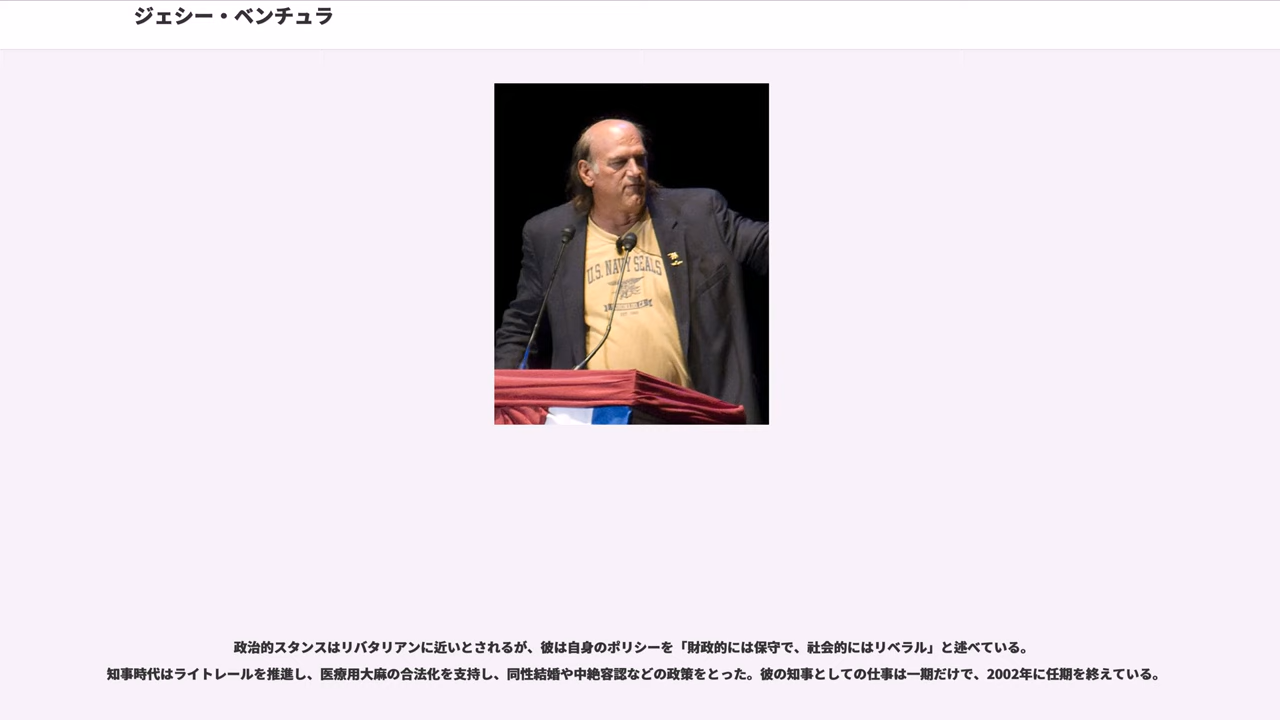 ジェシー・ベンチュラ
U.S. NAVY SEALS
政治的スタンスはリバタリアンに近いとされるが、彼は自身のポリシーを「財政的には保守で、社会的にはリベラル」と述べている。
知事時代はライトレールを推進し、医療用大麻の合法化を支持し、同性結婚や中絶容認などの政策をとった。彼の知事としての仕事は一期だけで、2002年に任期を終えている。